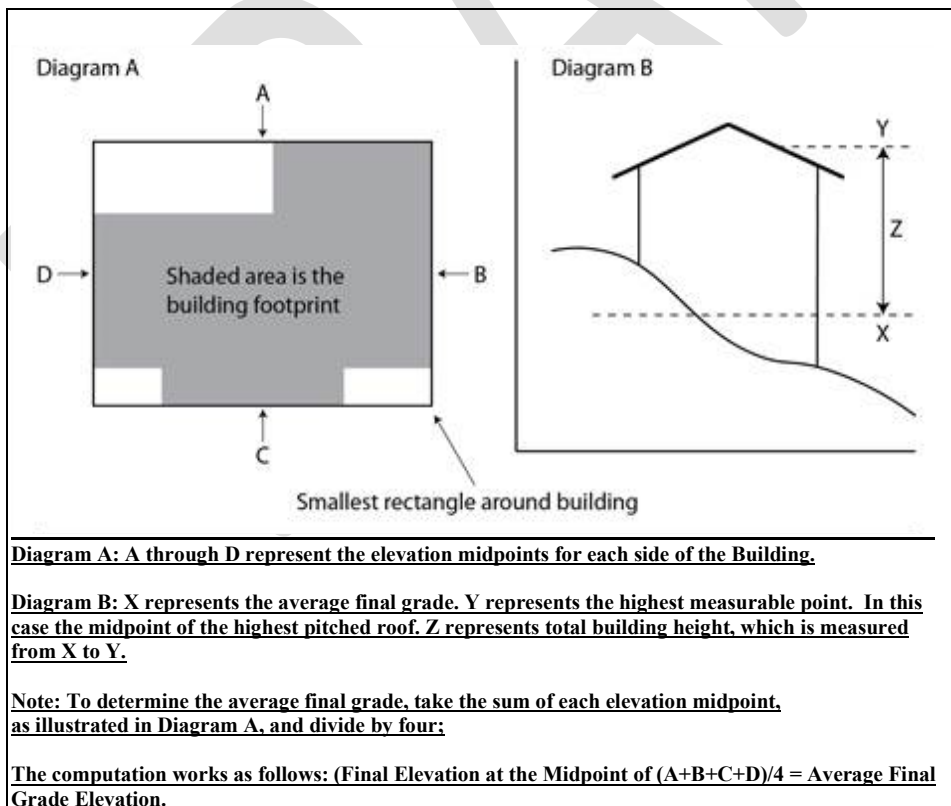 Diagram A
Diagram B
A
Y
D
Shaded area is the
building footprint
B
Z
X
C
Smallest rectangle around building
Diagram A: A through D represent the elevation midpoints for each side of the Building.
Diagram B: X represents the average final grade. Y represents the highest measurable point. In this
case the midpoint of the highest pitched roof. Z represents total building height, which is measured
from X to Y.
Note: To determine the average final grade, take the sum of each elevation midpoint,
as illustrated in Diagram A, and divide by four;
The computation works as follows: (Final Elevation at the Midpoint of (A+B+C+D)/4 = Average Final
Grade Elevation.